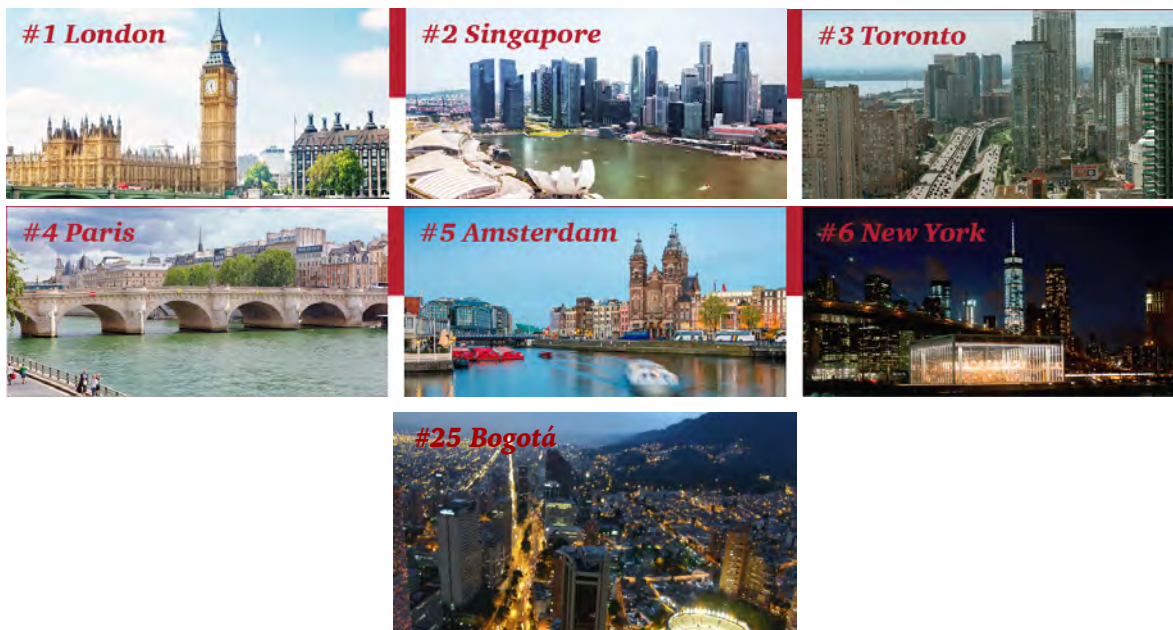 #1 London
#2 Singapore
#3 Toronto
#4 Paris
#5 Amsterdam
#6 New York
#25 Bogotá